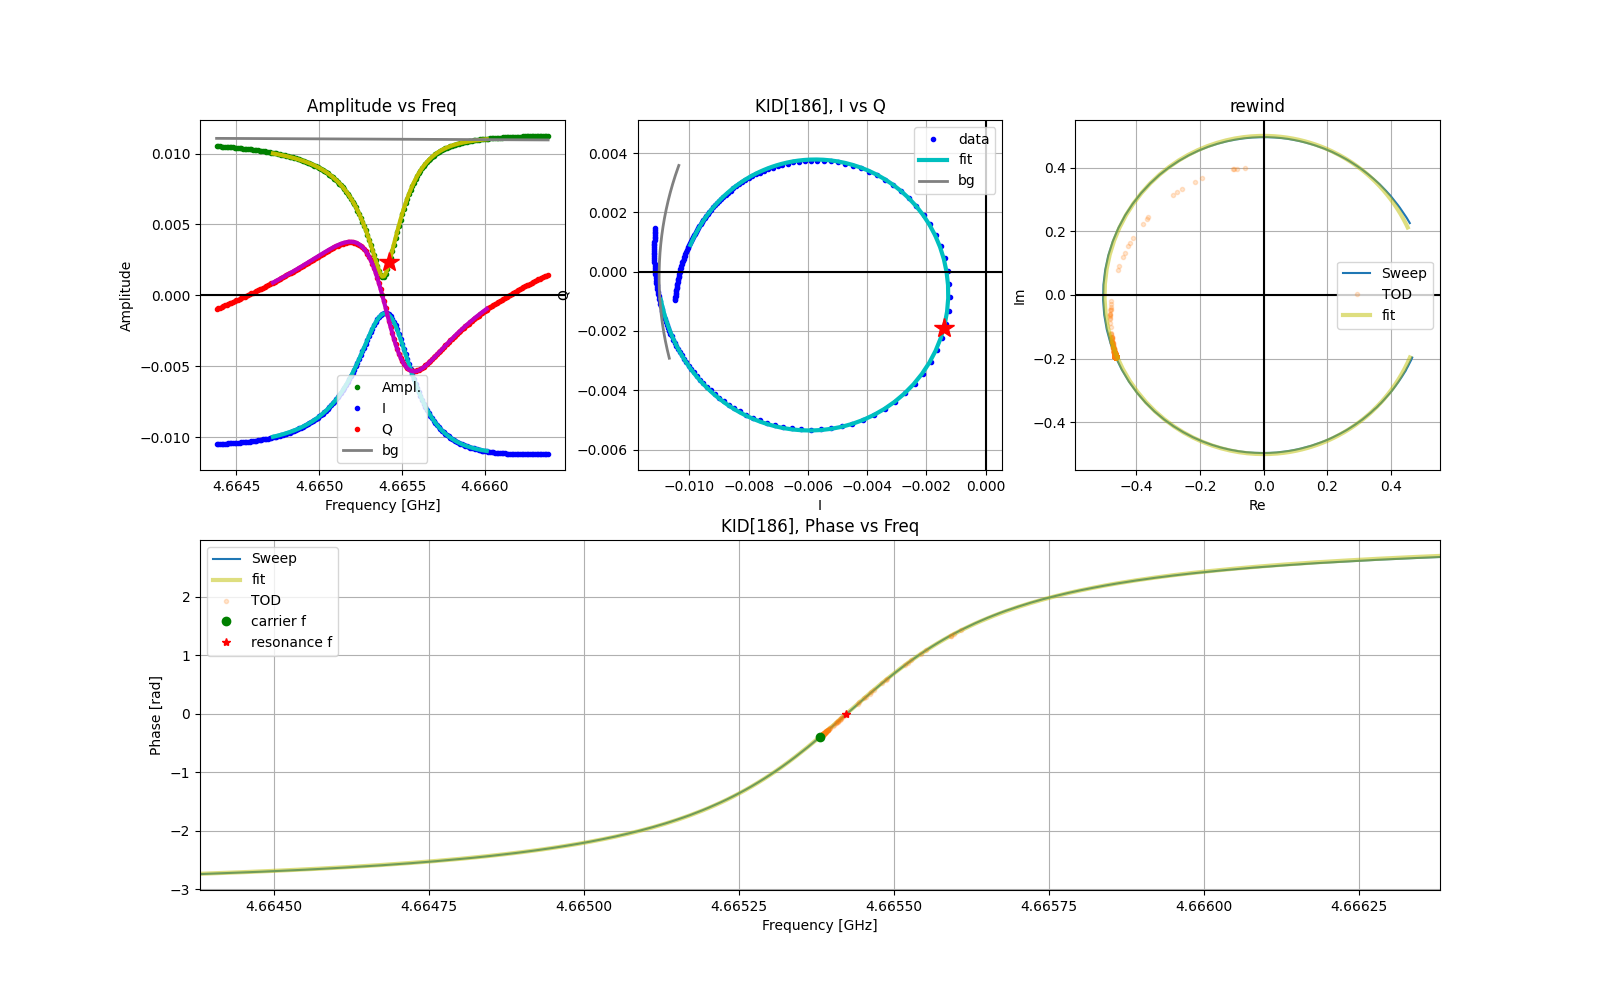 Amplitude vs Freq
KID[186], I vs Q
rewind
0.010
0.005
0.000
−0.005
−0.010
Amplitude
Ampl.
I
Q
bg
4.6645 4.6650 4.6655 4.6660
Frequency [GHz]
0.004
0.002
0.000
−0.002
−0.004
−0.006
Q
data
fit
bg
−0.010 −0.008 −0.006 −0.004 −0.002 0.000
I
0.4
0.2
0.0
−0.2
−0.4
Im
Sweep
TOD
fit
−0.4 −0.2 0.0 0.2 0.4
Re
KID[186], Phase vs Freq
Sweep
fit
TOD
carrier f
resonance f
2
1
0
−1
−2
−3
Phase [rad]
4.66450 4.66475 4.66500 4.66525 4.66550 4.66575 4.66600 4.66625
Frequency [GHz]